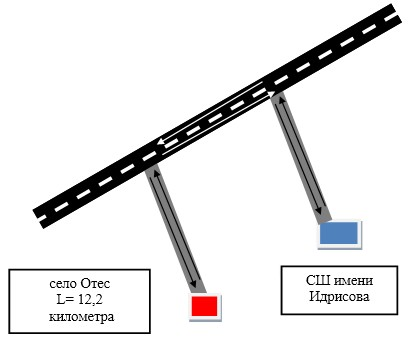 село Отес
L= 12,2
километра
СШ имени
Идрисова